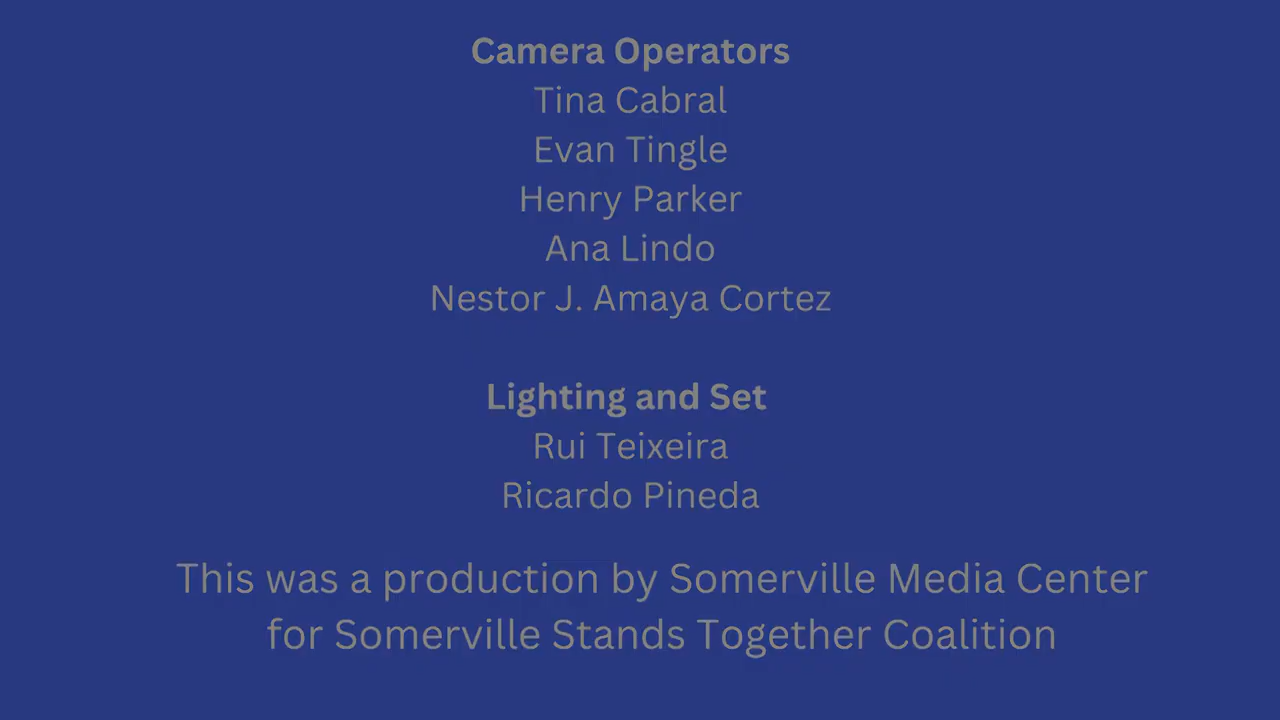 Camera Operators
Tina Cabral
Evan Tingle
Henry Parker
Ana Lindo
Nestor J. Amaya Cortez
Lighting and Set
Rui Teixeira
Ricardo Pineda
This was a production by Somerville Media Center
for Somerville Stands Together Coalition